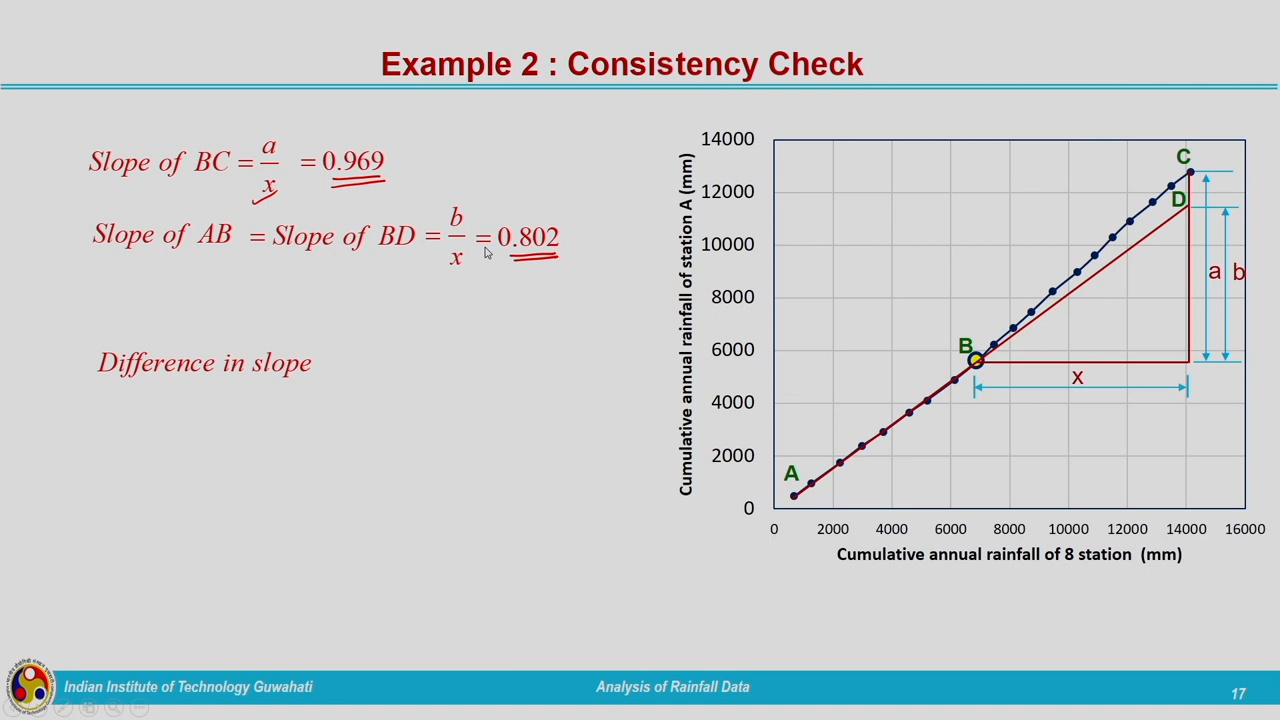 Example 2 : Consistency Check
Slope of BC = a/x = 0.969
Slope of AB = Slope of BD = b/x = 0.802
Difference in slope
Cumulative annual rainfall of station A (mm)
14000
12000
10000
8000
6000
4000
2000
0
C
D
B
A
a
b
x
0 2000 4000 6000 8000 10000 12000 14000 16000
Cumulative annual rainfall of 8 station (mm)
Indian Institute of Technology Guwahati
Analysis of Rainfall Data
17